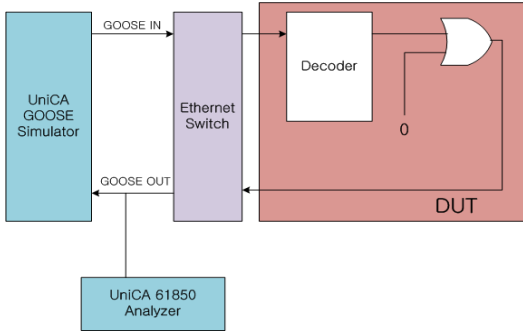 GOOSE IN
UniCA
GOOSE
Simulator
Ethernet
Switch
Decoder
0
GOOSE OUT
DUT
UniCA 61850
Analyzer